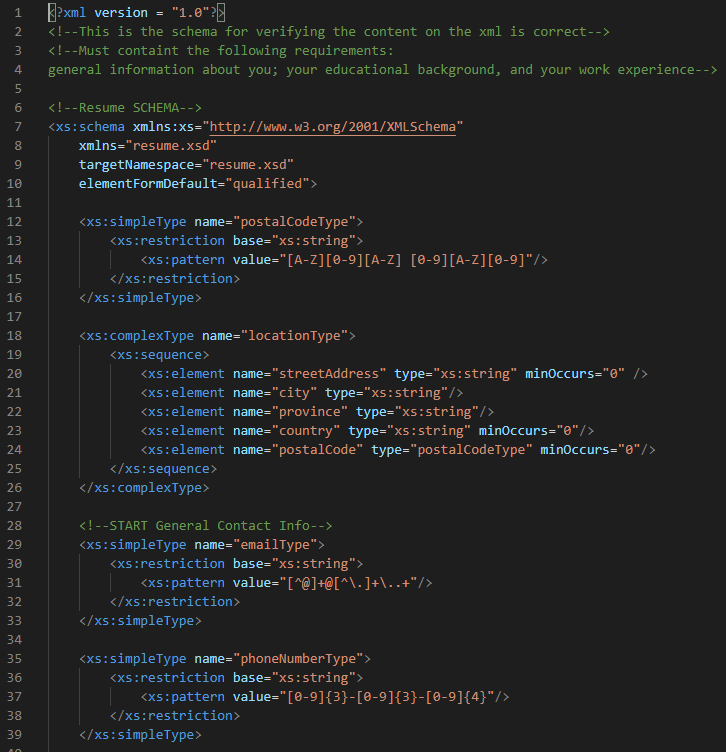 1 <?xml version = "1.0"?>
2 <!--This is the schema for verifying the content on the xml is correct-->
3 <!--Must containt the following requirements:
4 general information about you; your educational background, and your work experience-->
5
6 <!--Resume SCHEMA-->
7 <xs:schema xmlns:xs="http://www.w3.org/2001/XMLSchema"
8     xmlns="resume.xsd"
9     targetNamespace="resume.xsd"
10     elementFormDefault="qualified">
11
12     <xs:simpleType name="postalCodeType">
13         <xs:restriction base="xs:string">
14             <xs:pattern value="[A-Z][0-9][A-Z] [0-9][A-Z][0-9]"/>
15         </xs:restriction>
16     </xs:simpleType>
17
18     <xs:complexType name="locationType">
19         <xs:sequence>
20             <xs:element name="streetAddress" type="xs:string" minOccurs="0" />
21             <xs:element name="city" type="xs:string"/>
22             <xs:element name="province" type="xs:string"/>
23             <xs:element name="country" type="xs:string" minOccurs="0"/>
24             <xs:element name="postalCode" type="postalCodeType" minOccurs="0"/>
25         </xs:sequence>
26     </xs:complexType>
27
28     <!--START General Contact Info-->
29     <xs:simpleType name="emailType">
30         <xs:restriction base="xs:string">
31             <xs:pattern value="[^@]+@[^\.]+\..+"/>
32         </xs:restriction>
33     </xs:simpleType>
34
35     <xs:simpleType name="phoneNumberType">
36         <xs:restriction base="xs:string">
37             <xs:pattern value="[0-9]{3}-[0-9]{3}-[0-9]{4}"/>
38         </xs:restriction>
39     </xs:simpleType>